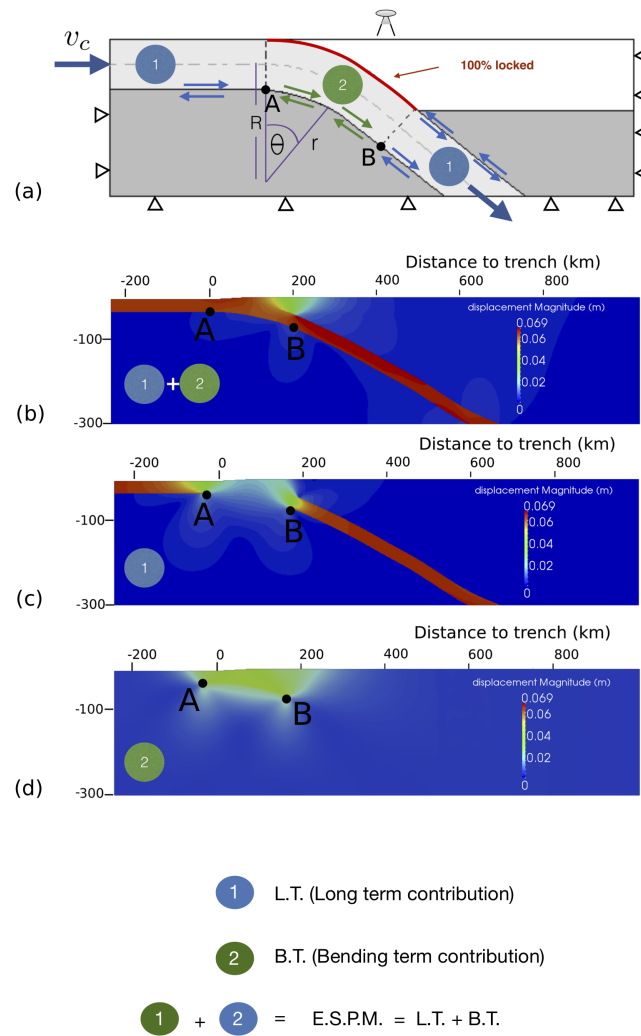 (a)
v_c
1
2
100% locked
A
R
θ
r
B
1
Distance to trench (km)
-200 0 200 400 600 800
displacement Magnitude (m)
0.069
0.06
0.04
0.02
0
A
B
-100
-300
1 + 2
(b)
Distance to trench (km)
-200 0 200 400 600 800
displacement Magnitude (m)
0.069
0.06
0.04
0.02
0
A
B
-100
-300
1
(c)
Distance to trench (km)
-200 0 200 400 600 800
displacement Magnitude (m)
0.069
0.06
0.04
0.02
0
A
B
-100
-300
2
(d)
1 L.T. (Long term contribution)
2 B.T. (Bending term contribution)
1 + 2 = E.S.P.M. = L.T. + B.T.